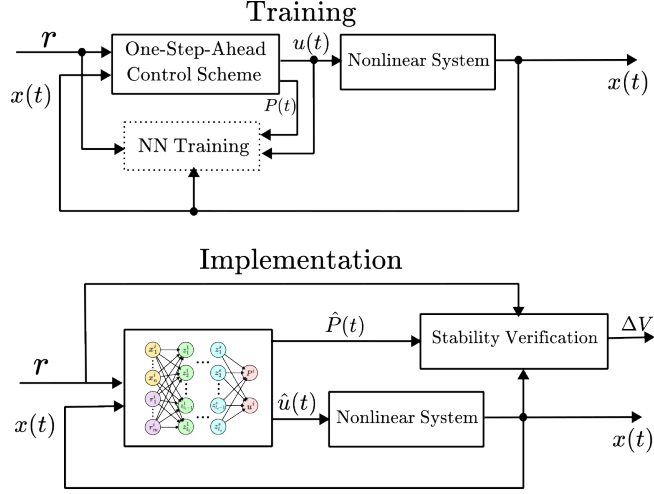 Training
r
One-Step-Ahead
Control Scheme
u(t)
Nonlinear System
x(t)
x(t)
P(t)
NN Training
Implementation
P̂(t)
Stability Verification
ΔV
r
x(t)
û(t)
Nonlinear System
x(t)